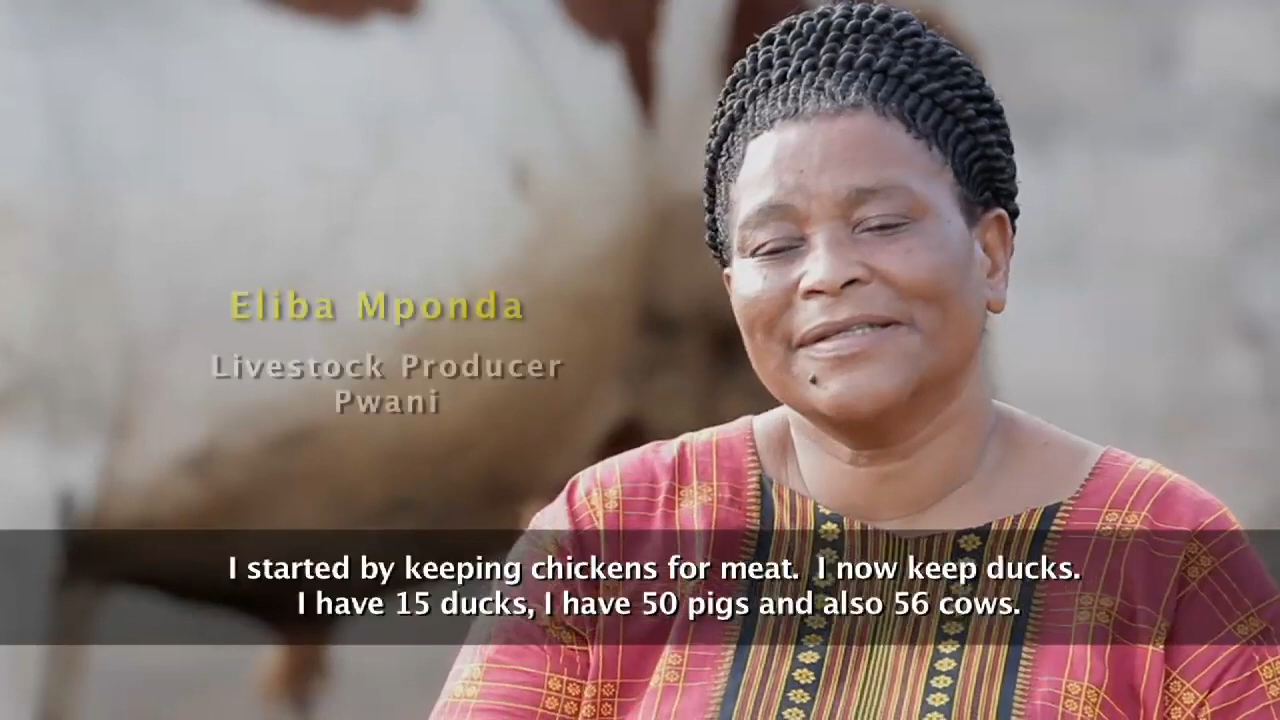 Eliba Mponda
Livestock Producer
Pwani
I started by keeping chickens for meat.  I now keep ducks.
I have 15 ducks, I have 50 pigs and also 56 cows.